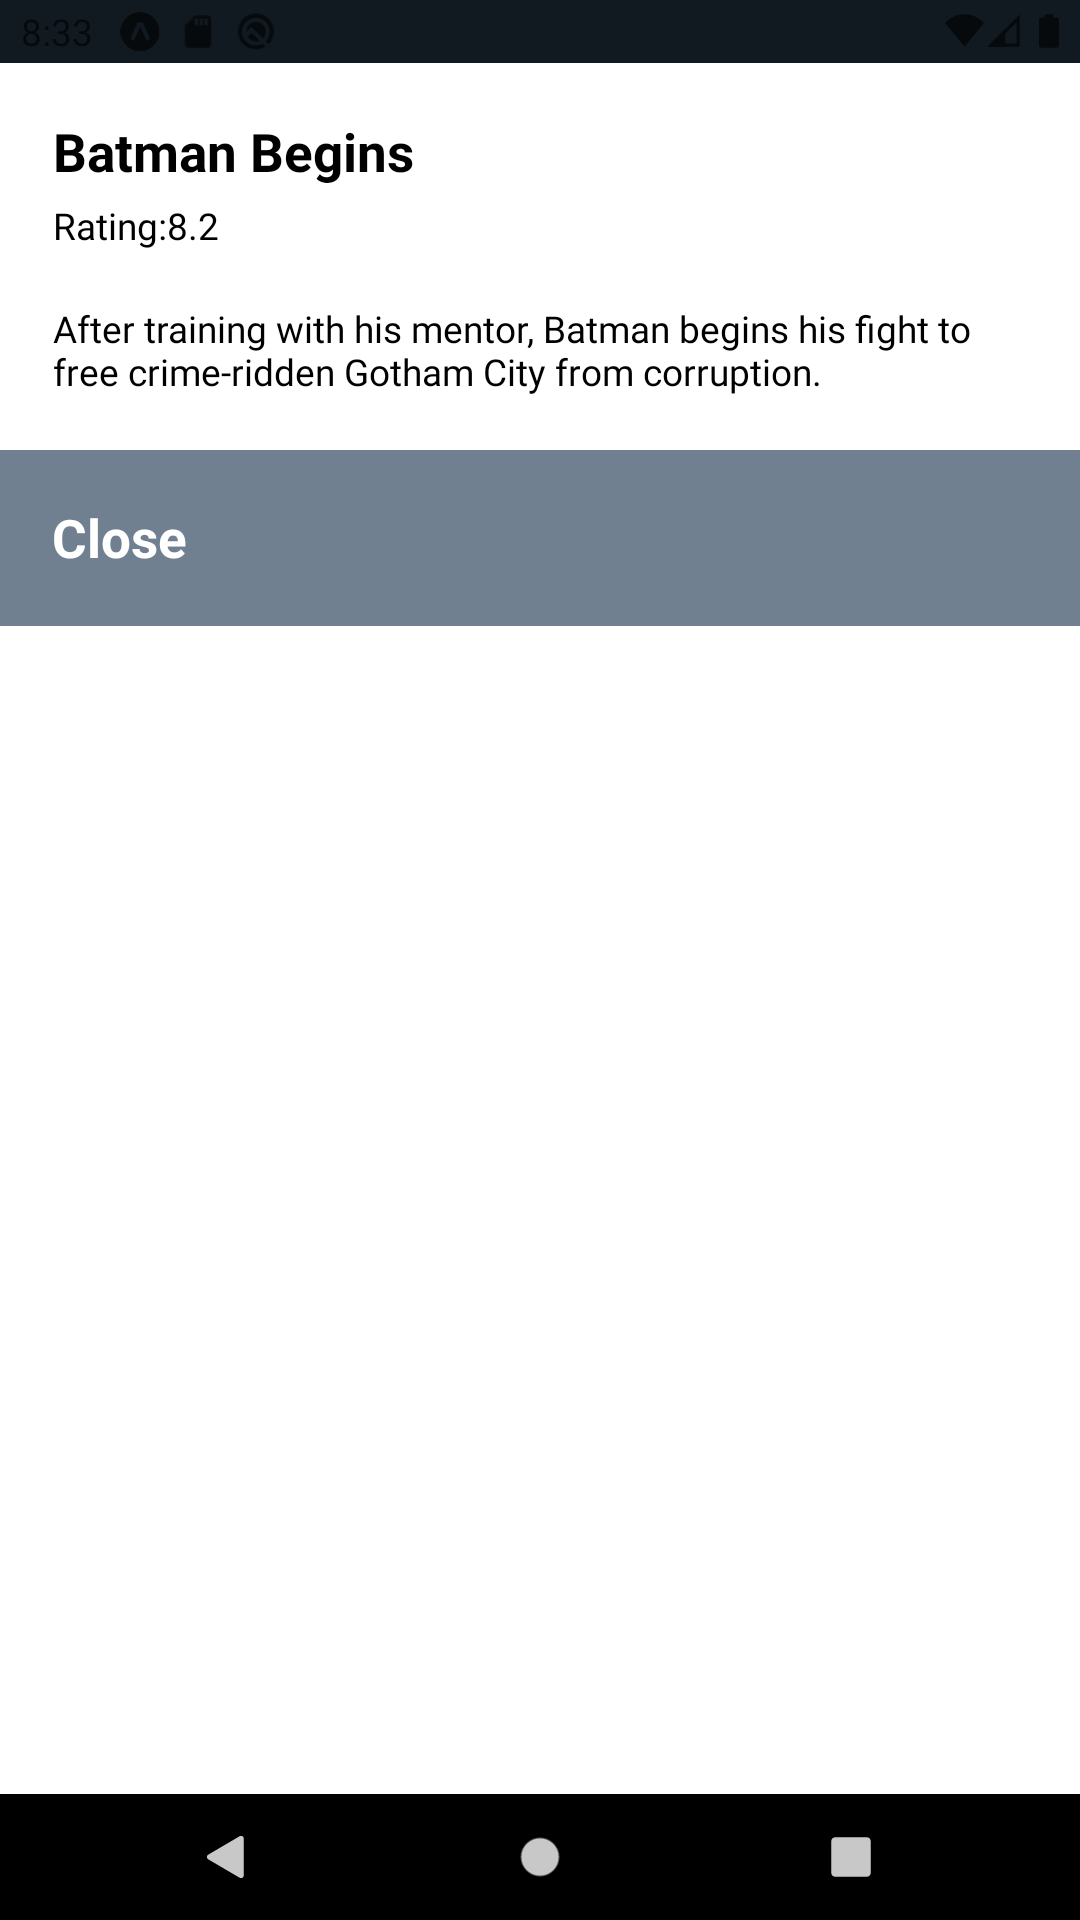 8:33
Batman Begins
Rating:8.2
After training with his mentor, Batman begins his fight to
free crime-ridden Gotham City from corruption.
Close